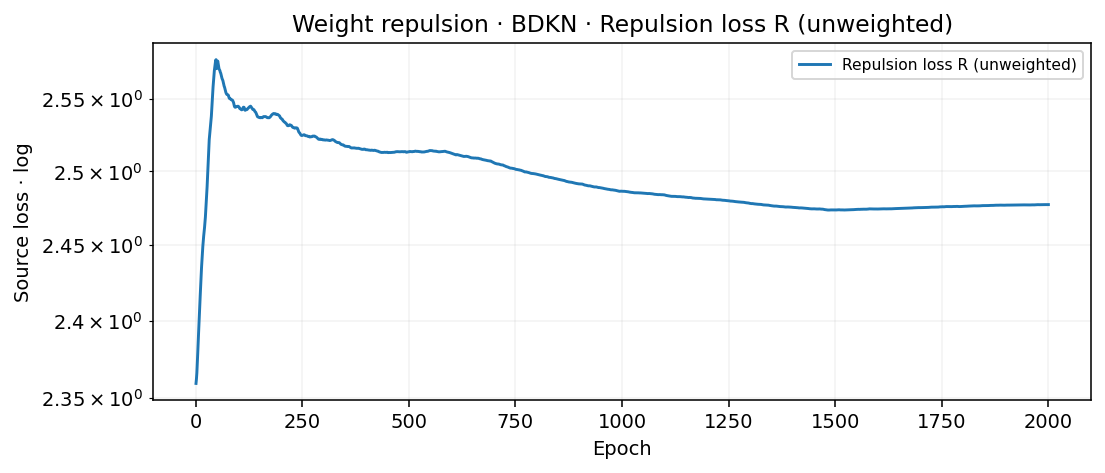 Weight repulsion · BDKN · Repulsion loss R (unweighted)
Repulsion loss R (unweighted)
Source loss · log
2.55 × 10⁰
2.5 × 10⁰
2.45 × 10⁰
2.4 × 10⁰
2.35 × 10⁰
0 250 500 750 1000 1250 1500 1750 2000
Epoch